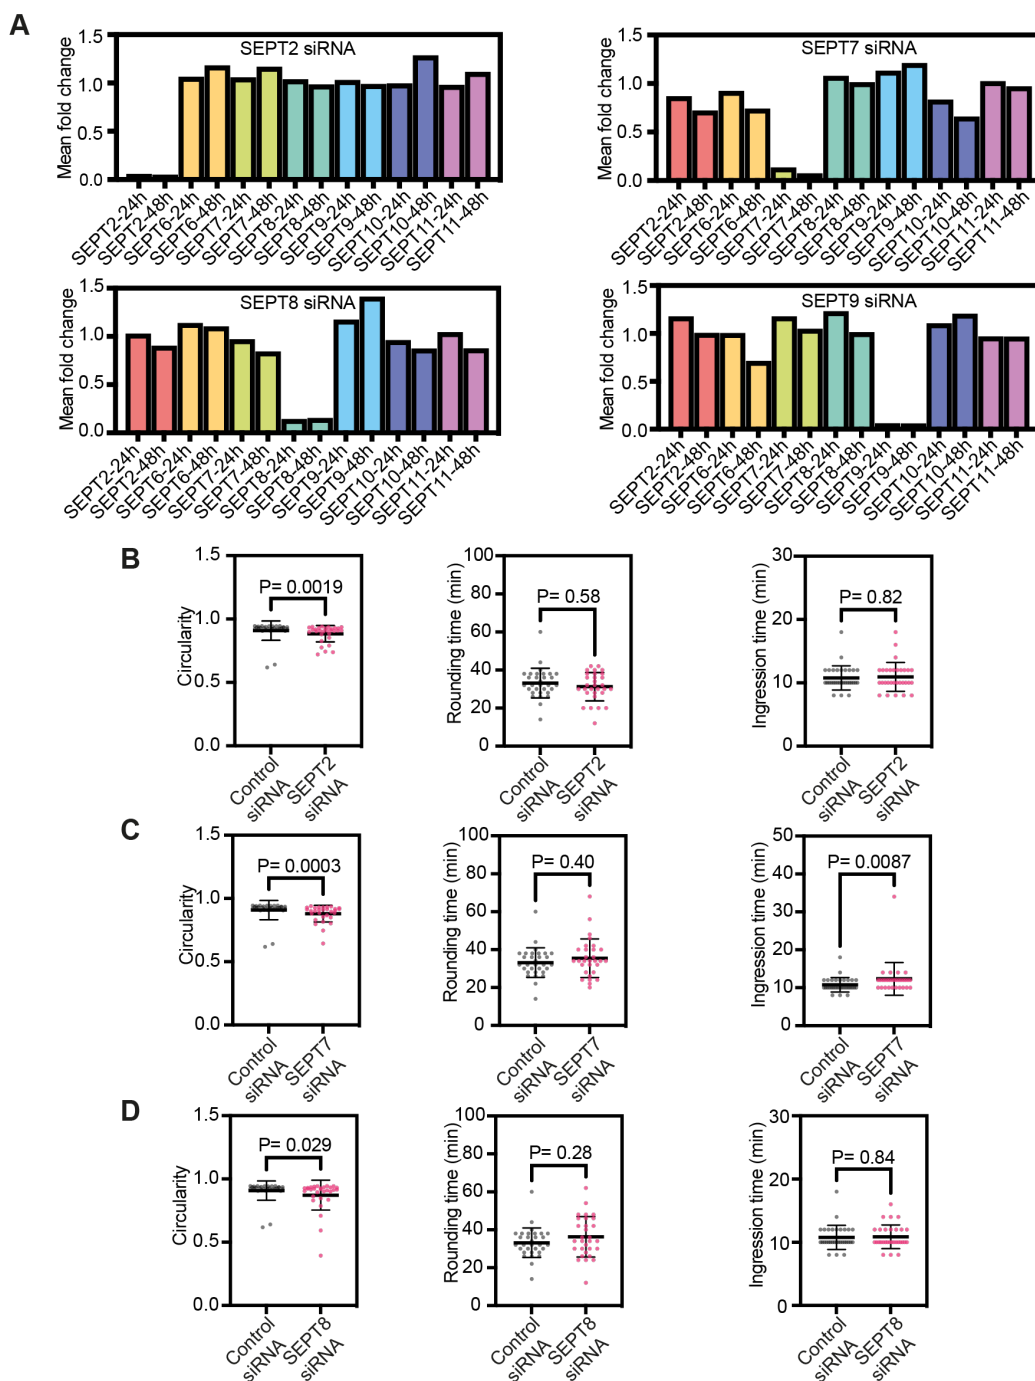 A
SEPT2 siRNA
Mean fold change
1.5
1.0
0.5
0.0
SEPT2-24h
SEPT2-48h
SEPT6-24h
SEPT6-48h
SEPT7-24h
SEPT7-48h
SEPT8-24h
SEPT8-48h
SEPT9-24h
SEPT9-48h
SEPT10-24h
SEPT10-48h
SEPT11-24h
SEPT11-48h
SEPT7 siRNA
Mean fold change
1.5
1.0
0.5
0.0
SEPT2-24h
SEPT2-48h
SEPT6-24h
SEPT6-48h
SEPT7-24h
SEPT7-48h
SEPT8-24h
SEPT8-48h
SEPT9-24h
SEPT9-48h
SEPT10-24h
SEPT10-48h
SEPT11-24h
SEPT11-48h
SEPT8 siRNA
Mean fold change
1.5
1.0
0.5
0.0
SEPT2-24h
SEPT2-48h
SEPT6-24h
SEPT6-48h
SEPT7-24h
SEPT7-48h
SEPT8-24h
SEPT8-48h
SEPT9-24h
SEPT9-48h
SEPT10-24h
SEPT10-48h
SEPT11-24h
SEPT11-48h
SEPT9 siRNA
Mean fold change
1.5
1.0
0.5
0.0
SEPT2-24h
SEPT2-48h
SEPT6-24h
SEPT6-48h
SEPT7-24h
SEPT7-48h
SEPT8-24h
SEPT8-48h
SEPT9-24h
SEPT9-48h
SEPT10-24h
SEPT10-48h
SEPT11-24h
SEPT11-48h
B
Circularity
1.5
1.0
0.5
0.0
P= 0.0019
Control
siRNA
SEPT2
siRNA
Rounding time (min)
100
80
60
40
20
0
P= 0.58
Control
siRNA
SEPT2
siRNA
Ingression time (min)
30
20
10
0
P= 0.82
Control
siRNA
SEPT2
siRNA
C
Circularity
1.5
1.0
0.5
0.0
P= 0.0003
Control
siRNA
SEPT7
siRNA
Rounding time (min)
100
80
60
40
20
0
P= 0.40
Control
siRNA
SEPT7
siRNA
Ingression time (min)
50
40
30
20
10
0
P= 0.0087
Control
siRNA
SEPT7
siRNA
D
Circularity
1.5
1.0
0.5
0.0
P= 0.029
Control
siRNA
SEPT8
siRNA
Rounding time (min)
100
80
60
40
20
0
P= 0.28
Control
siRNA
SEPT8
siRNA
Ingression time (min)
30
20
10
0
P= 0.84
Control
siRNA
SEPT8
siRNA